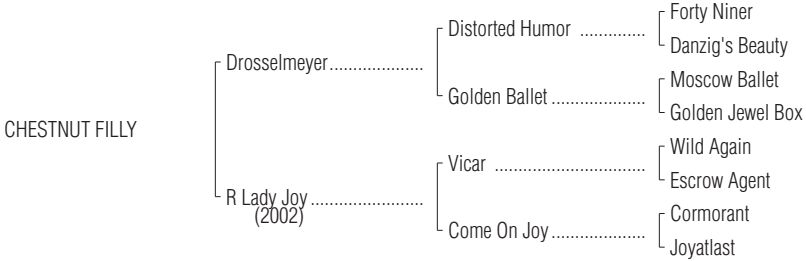 Forty Niner
Distorted Humor ..............
Danzig's Beauty
Drosselmeyer....................
Moscow Ballet
Golden Ballet ....................
Golden Jewel Box
CHESTNUT FILLY
Wild Again
Vicar ................................
Escrow Agent
R Lady Joy ........................
(2002)
Cormorant
Come On Joy ....................
Joyatlast